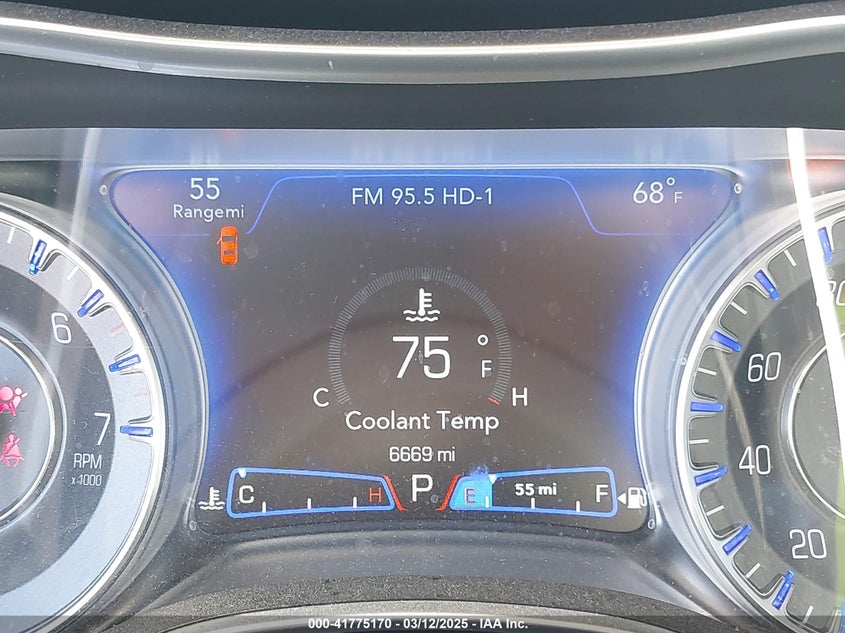 55
Rangemi
FM 95.5 HD-1
68°F
75°F
C H
Coolant Temp
6669 mi
C H P E 55 mi F
6
7
RPM
x1000
80
60
40
20
000-41775170 - 03/12/2025 - IAA Inc.